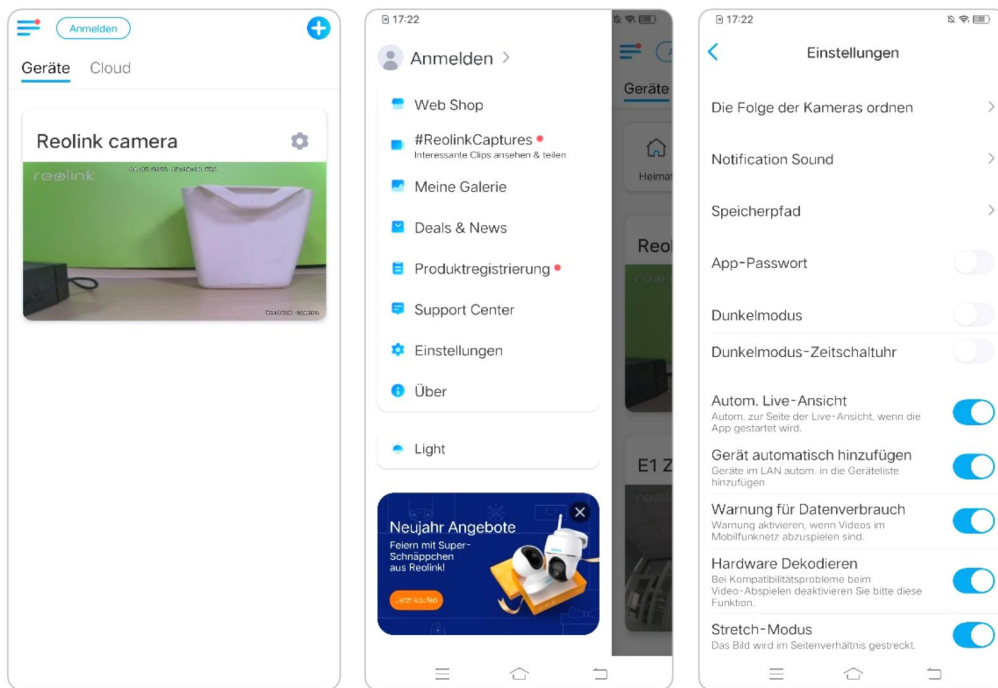 Anmelden
Geräte Cloud
Reolink camera
reolink
17:22
Anmelden
Web Shop
#ReolinkCaptures
Interessante Clips ansehen & teilen
Meine Galerie
Deals & News
Produktregistrierung
Support Center
Einstellungen
Über
Light
Neujahr Angebote
Feiern mit Super-
Schnäppchen
aus Reolink!
Jetzt kaufen
Geräte
Heimat
Reol
E1 Z
17:22
Einstellungen
Die Folge der Kameras ordnen
Notification Sound
Speicherpfad
App-Passwort
Dunkelmodus
Dunkelmodus-Zeitschaltuhr
Autom. Live-Ansicht
Autom. zur Seite der Live-Ansicht, wenn die
App gestartet wird.
Gerät automatisch hinzufügen
Geräte im LAN autom. in die Geräteliste
hinzufügen
Warnung für Datenverbrauch
Warnung aktivieren, wenn Videos im
Mobilfunknetz abzuspielen sind.
Hardware Dekodieren
Bei Kompatibilitätsprobleme beim
Video-Abspielen deaktivieren Sie bitte diese
Funktion.
Stretch-Modus
Das Bild wird im Seitenverhältnis gestreckt.